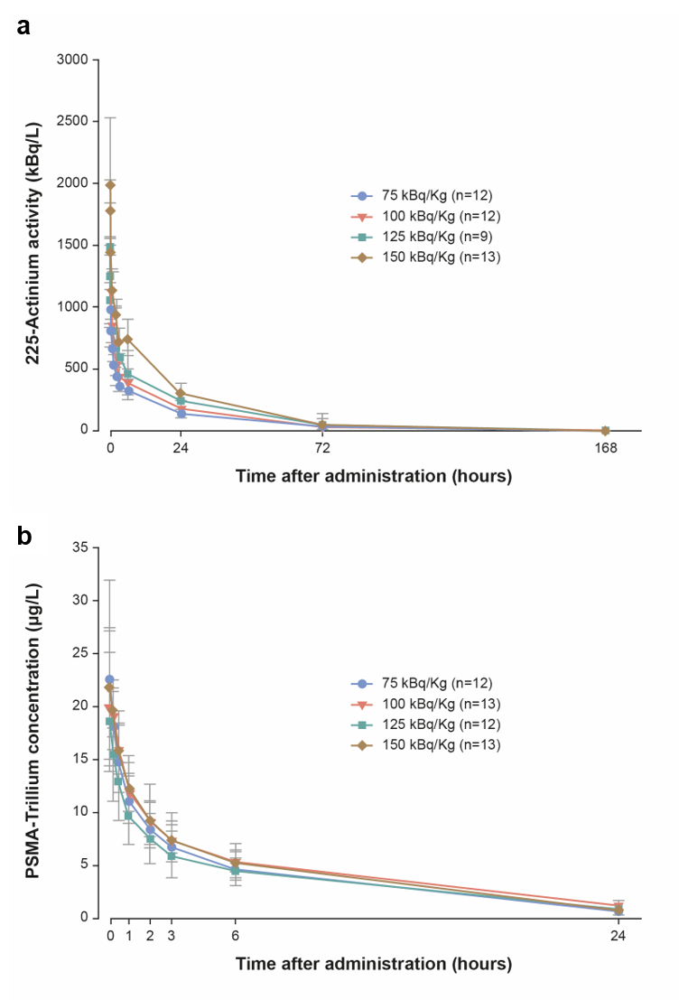 a
3000
2500
2000
1500
1000
500
0
225-Actinium activity (kBq/L)
75 kBq/Kg (n=12)
100 kBq/Kg (n=12)
125 kBq/Kg (n=9)
150 kBq/Kg (n=13)
0 24 72 168
Time after administration (hours)
b
35
30
25
20
15
10
5
0
PSMA-Trillium concentration (µg/L)
75 kBq/Kg (n=12)
100 kBq/Kg (n=13)
125 kBq/Kg (n=12)
150 kBq/Kg (n=13)
0 1 2 3 6 24
Time after administration (hours)